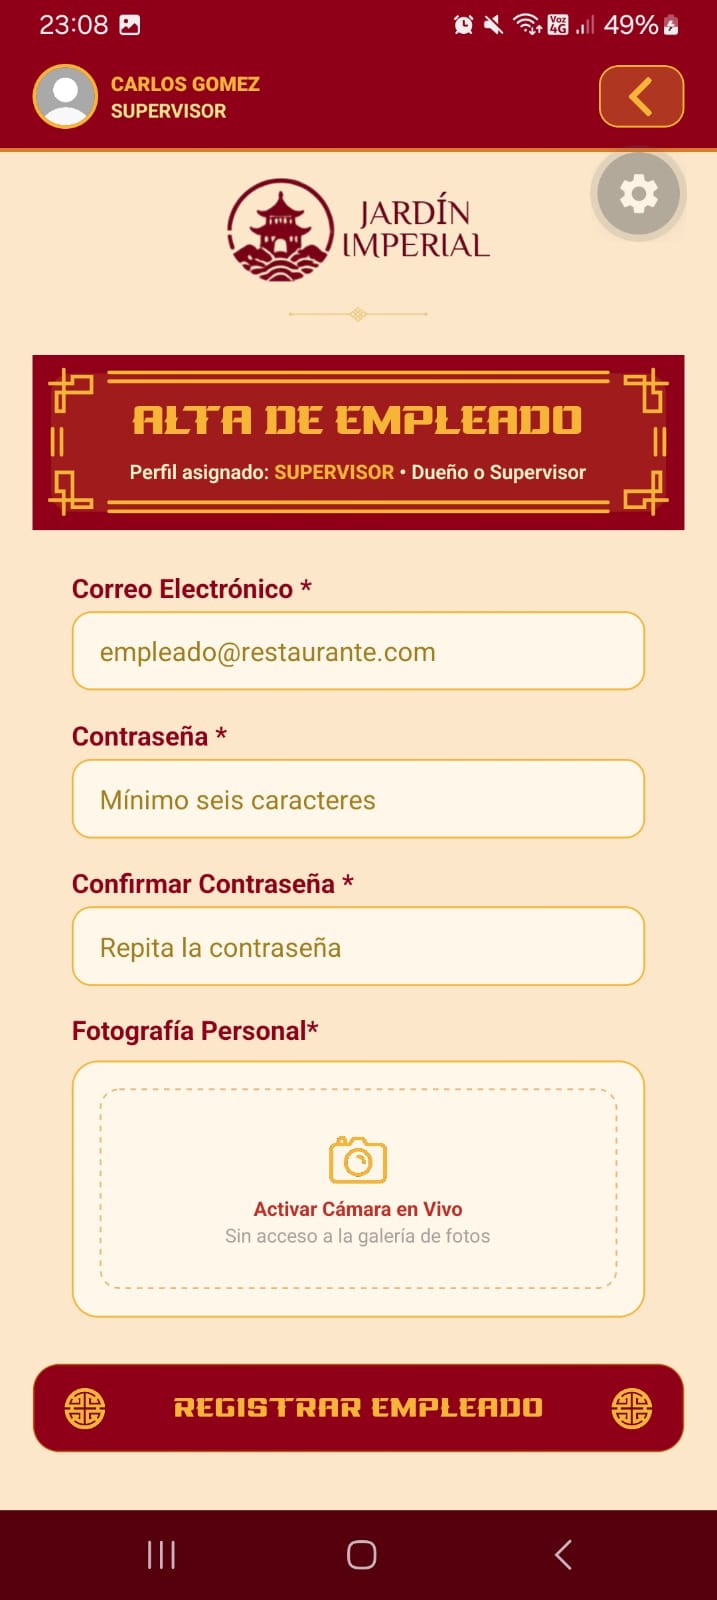 23:08
Voz 4G 49%
CARLOS GOMEZ
SUPERVISOR
JARDÍN
IMPERIAL
ALTA DE EMPLEADO
Perfil asignado: SUPERVISOR • Dueño o Supervisor
Correo Electrónico *
empleado@restaurante.com
Contraseña *
Mínimo seis caracteres
Confirmar Contraseña *
Repita la contraseña
Fotografía Personal*
Activar Cámara en Vivo
Sin acceso a la galería de fotos
REGISTRAR EMPLEADO